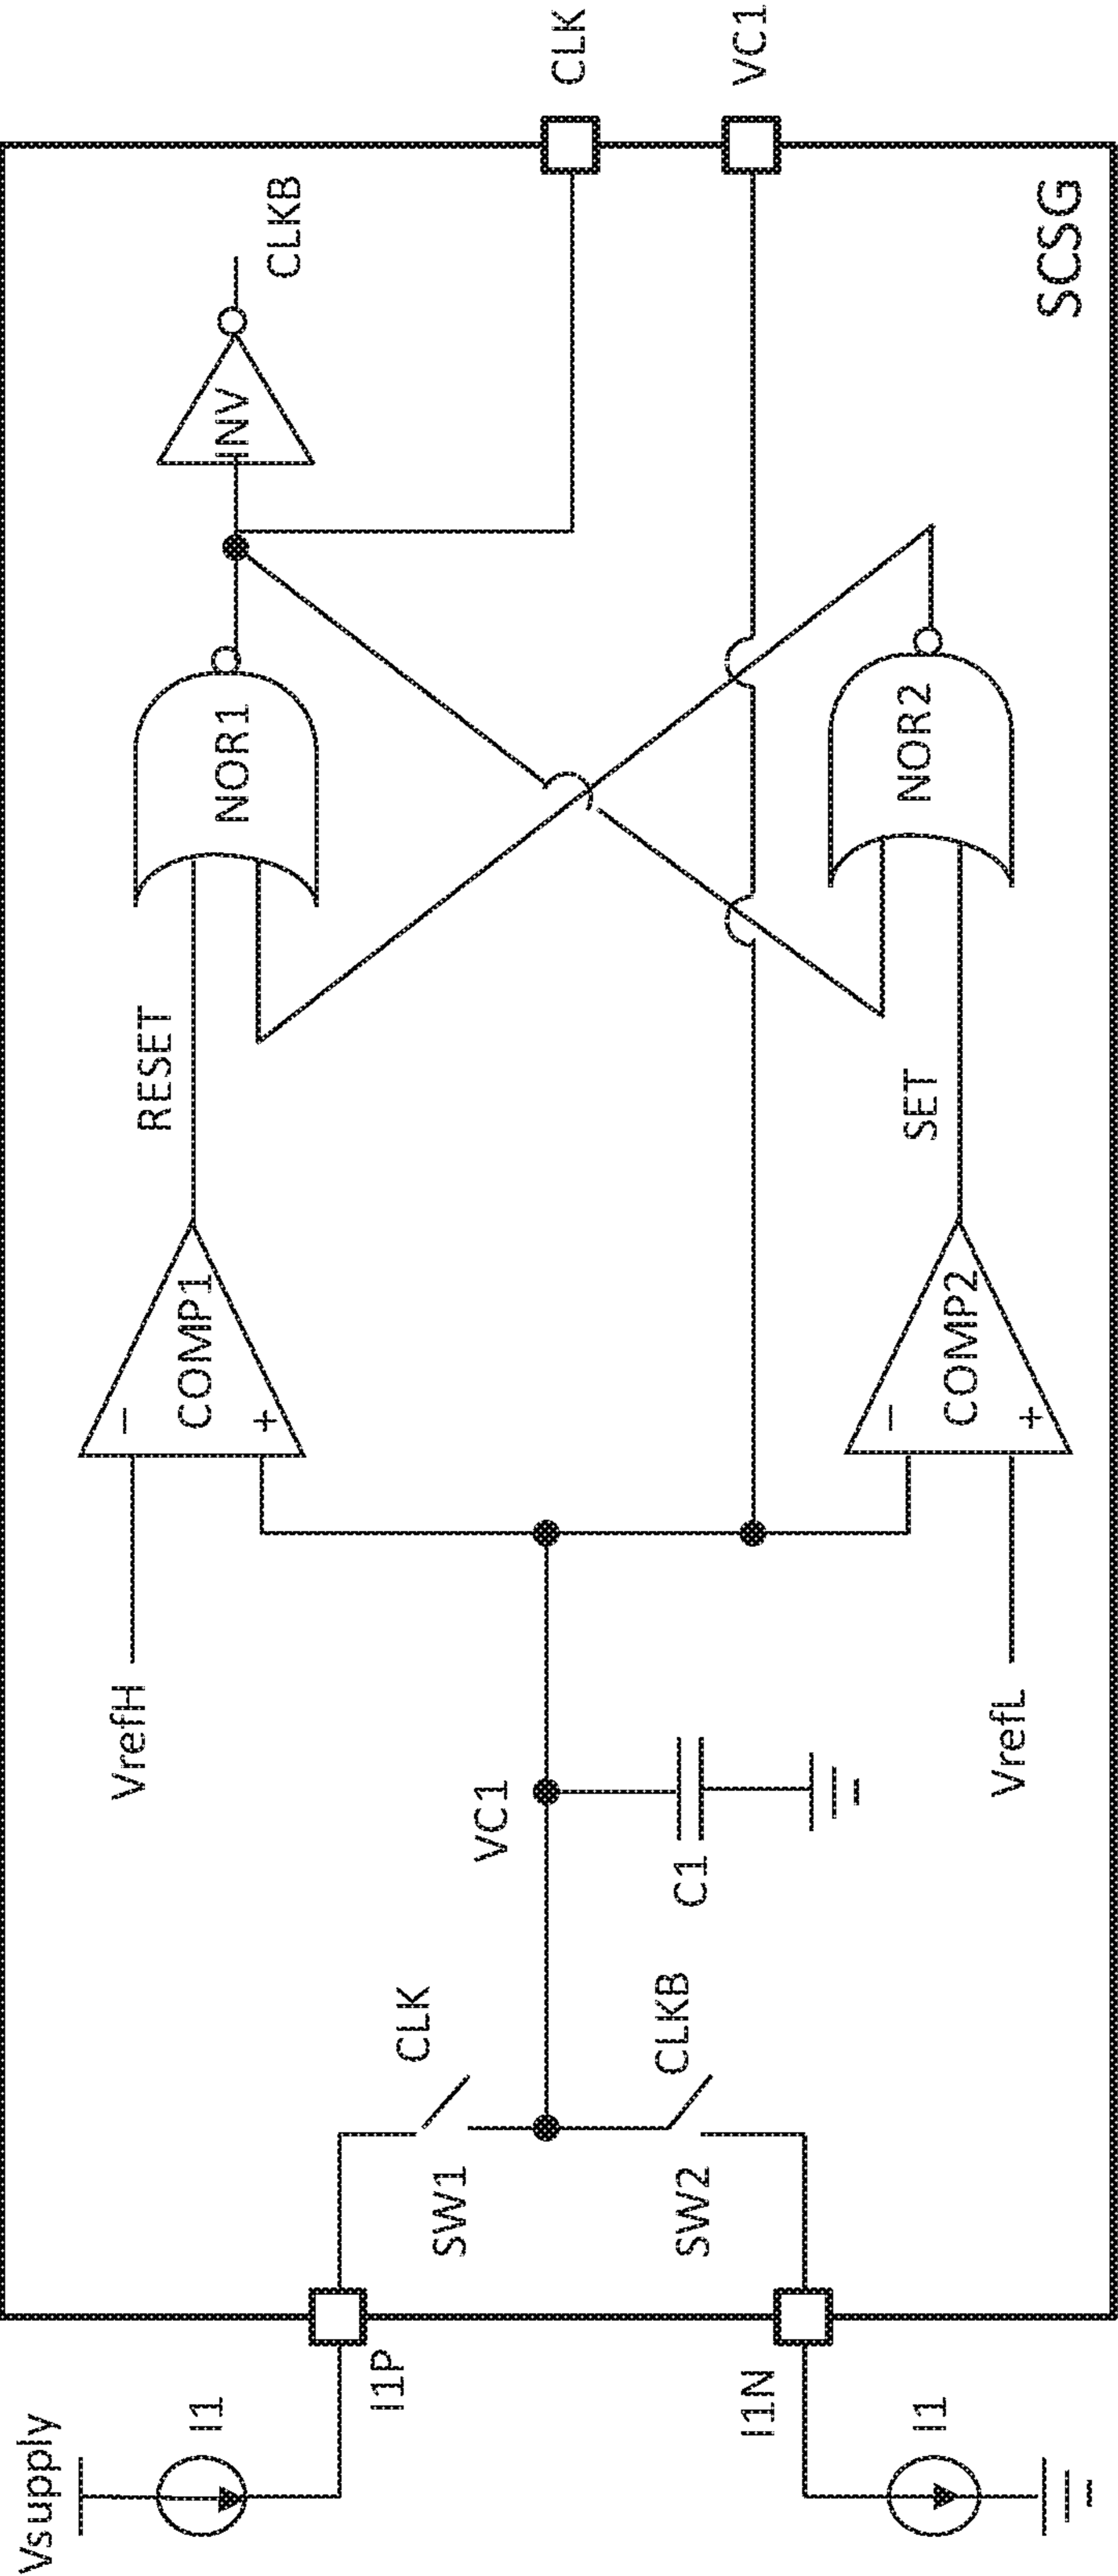 Vsupply
I1
I1P
I1N
I1
SW1
CLK
SW2
CLKB
VC1
C1
VrefH
VrefL
−
COMP1
+
−
COMP2
+
RESET
SET
NOR1
NOR2
INV
CLKB
SCSG
CLK
VC1